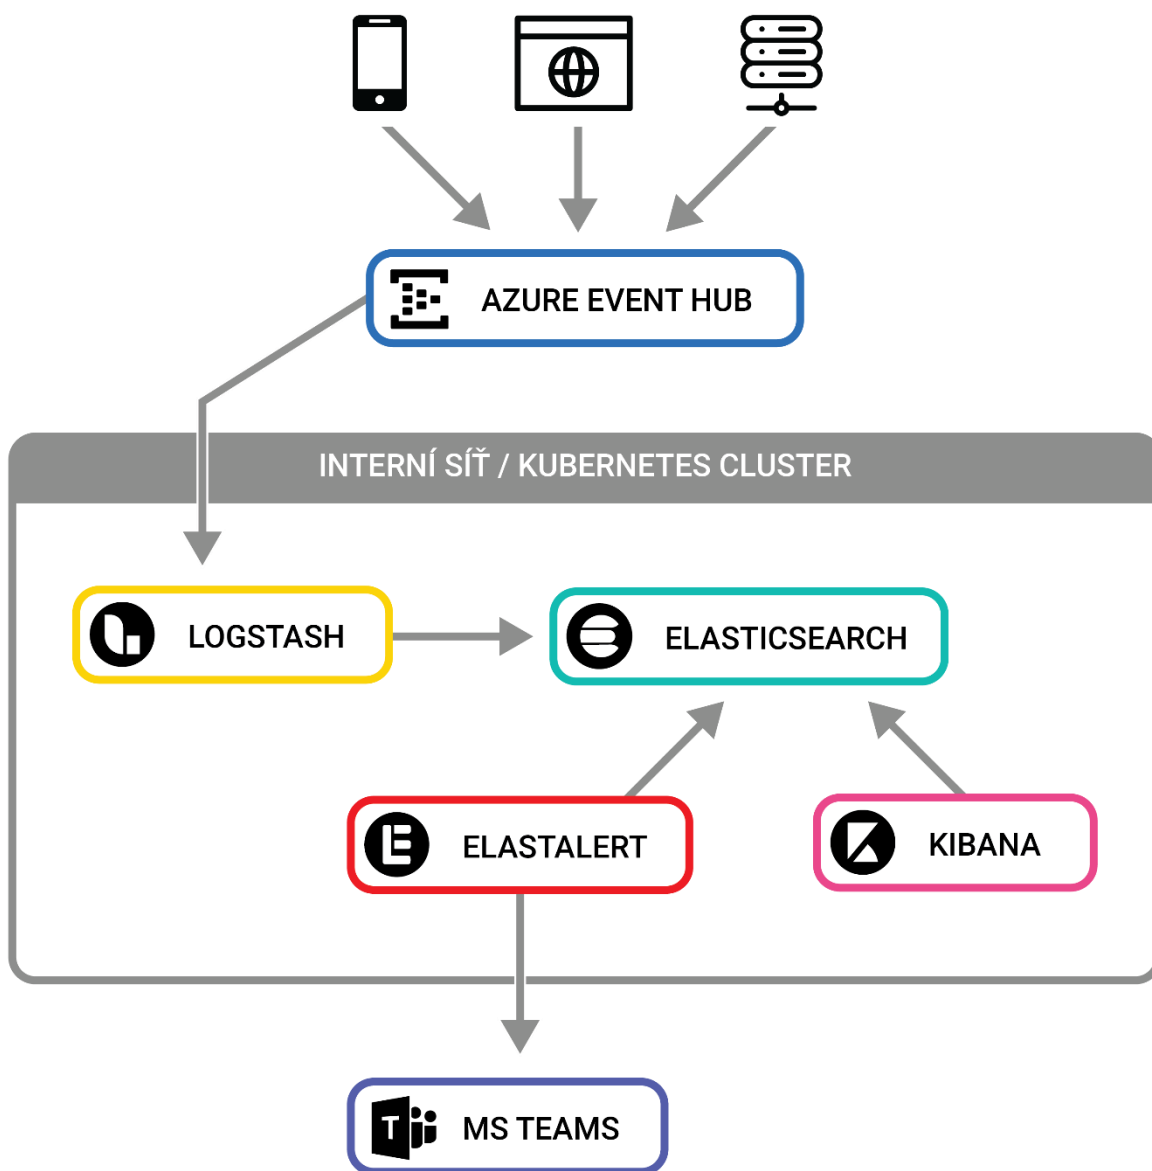 AZURE EVENT HUB
INTERNÍ SÍŤ / KUBERNETES CLUSTER
LOGSTASH
ELASTICSEARCH
ELASTALERT
KIBANA
T
MS TEAMS